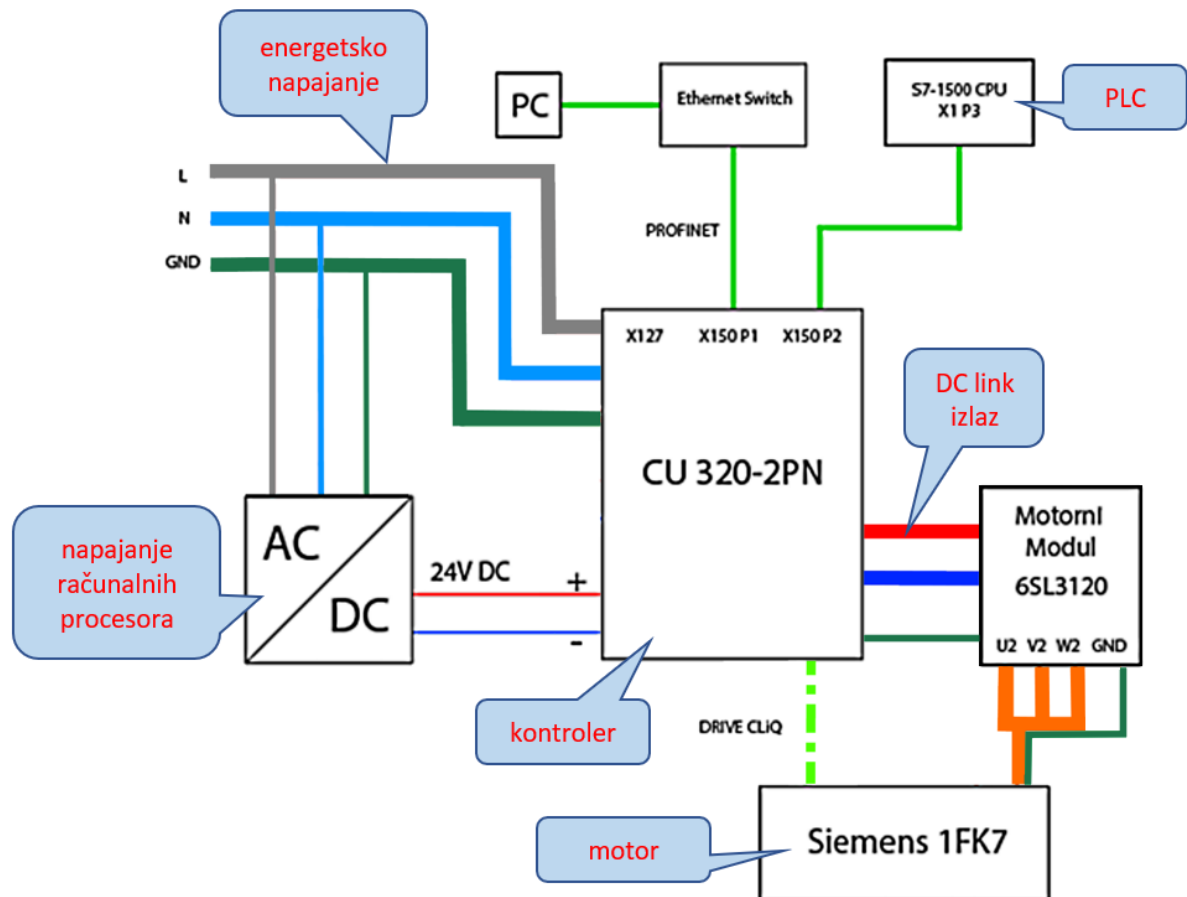 energetsko
napajanje
PC
Ethernet Switch
S7-1500 CPU
X1 P3
PLC
L
N
GND
PROFINET
X127
X150 P1
X150 P2
DC link
izlaz
CU 320-2PN
AC
DC
napajanje
računalnih
procesora
24V DC
+
-
MotornI
Modul
6SL3120
U2 V2 W2 GND
kontroler
DRIVE CLiQ
motor
Siemens 1FK7